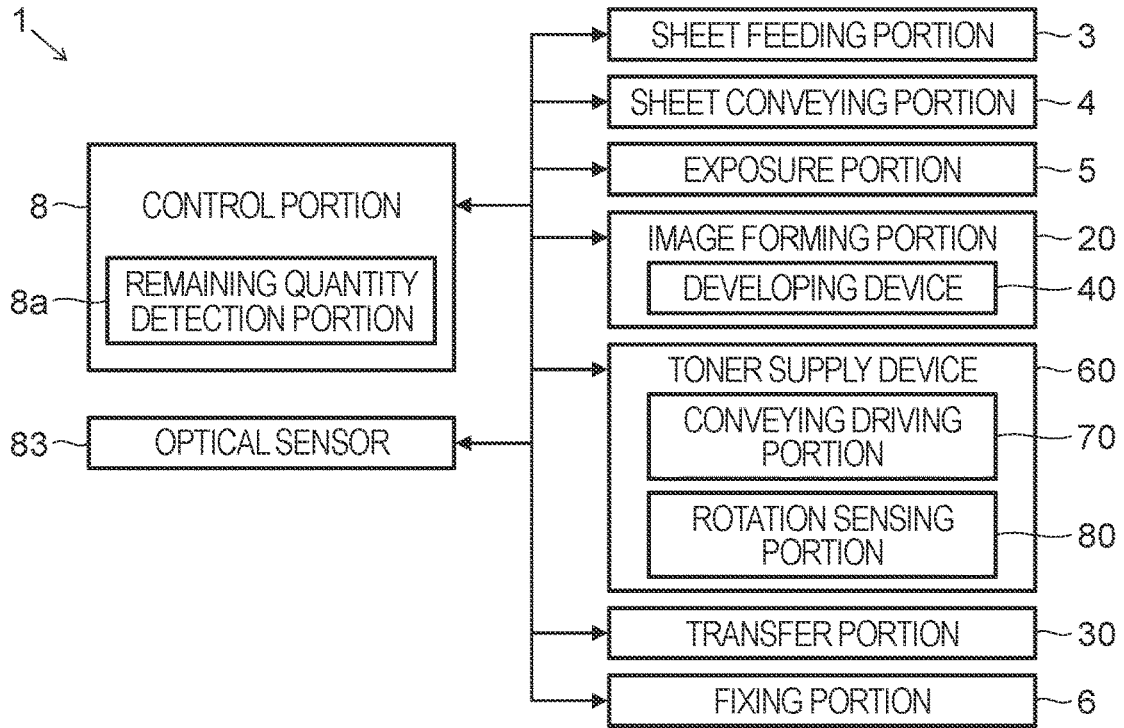 1
SHEET FEEDING PORTION 3
SHEET CONVEYING PORTION 4
EXPOSURE PORTION 5
8 CONTROL PORTION
8a REMAINING QUANTITY
DETECTION PORTION
83 OPTICAL SENSOR
IMAGE FORMING PORTION 20
DEVELOPING DEVICE 40
TONER SUPPLY DEVICE 60
CONVEYING DRIVING
PORTION 70
ROTATION SENSING
PORTION 80
TRANSFER PORTION 30
FIXING PORTION 6